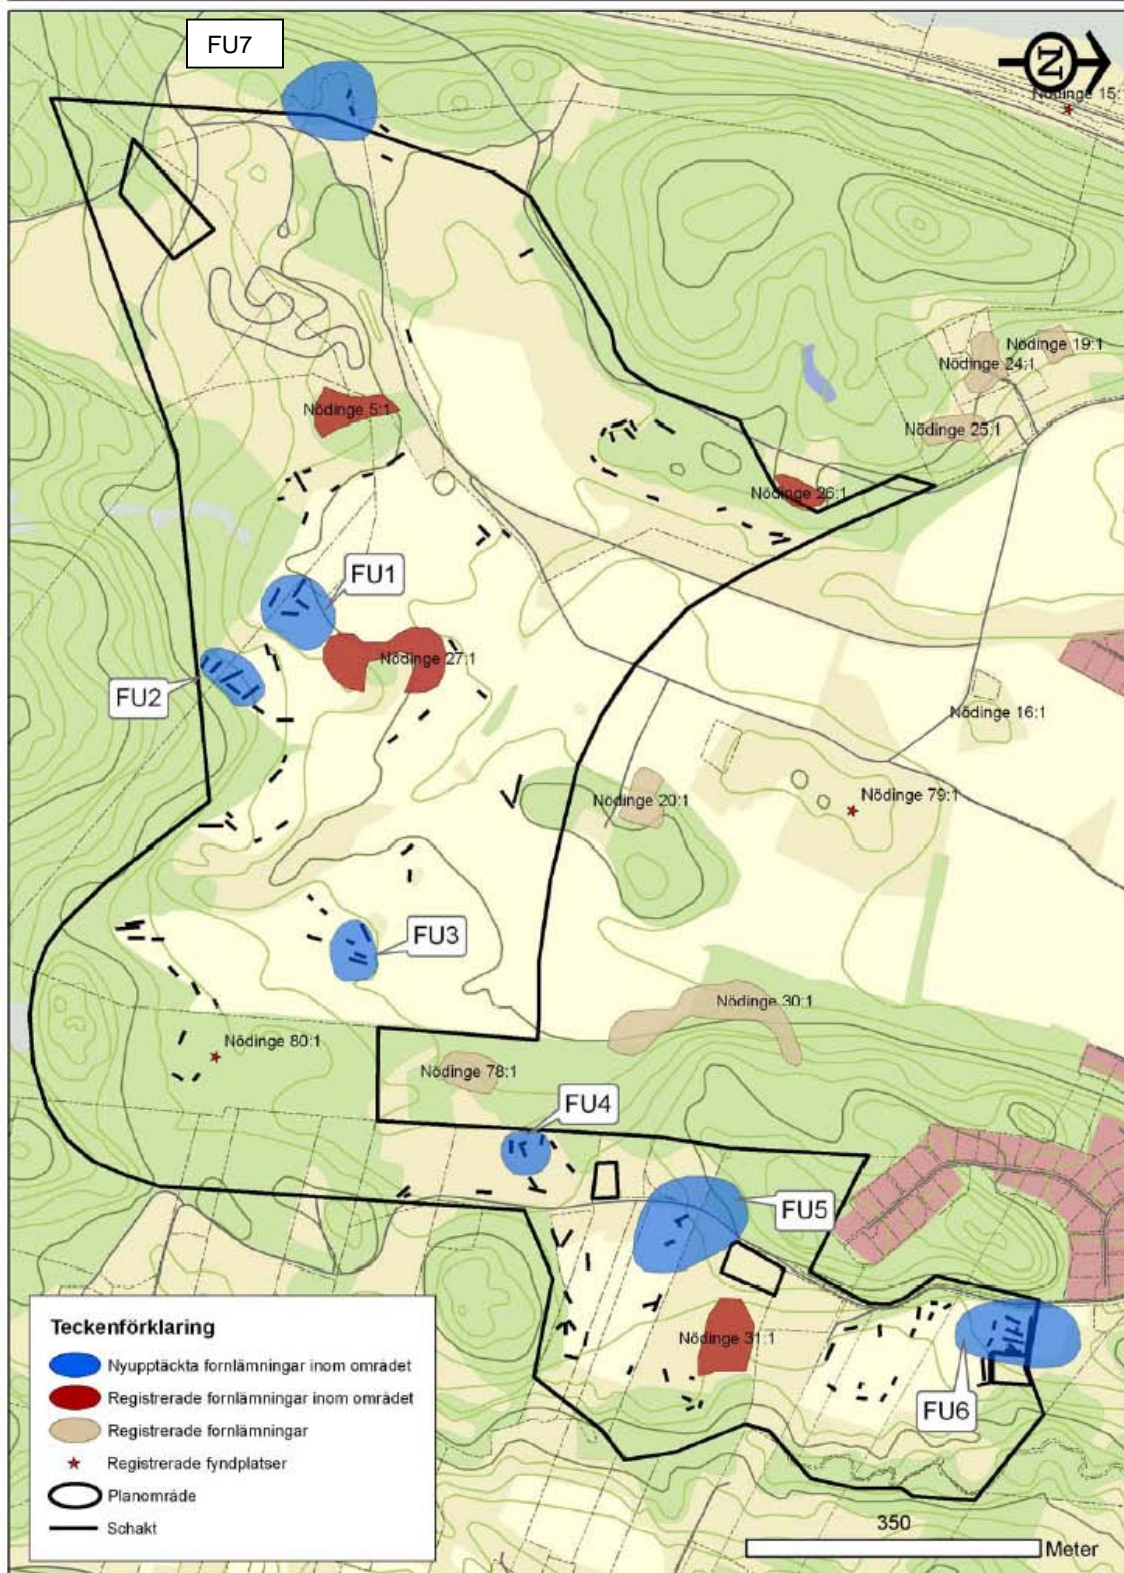 FU7
N
Nödinge 15:
Nödinge 19:1
Nödinge 24:1
Nödinge 5:1
Nödinge 25:1
Nödinge 26:1
FU1
Nödinge 27:1
FU2
Nödinge 16:1
Nödinge 20:1
Nödinge 79:1
FU3
Nödinge 30:1
Nödinge 80:1
Nödinge 78:1
FU4
FU5
Nödinge 31:1
FU6
Teckenförklaring
Nyupptäckta fornlämningar inom området
Registrerade fornlämningar inom området
Registrerade fornlämningar
Registrerade fyndplatser
Planområde
Schakt
350
Meter